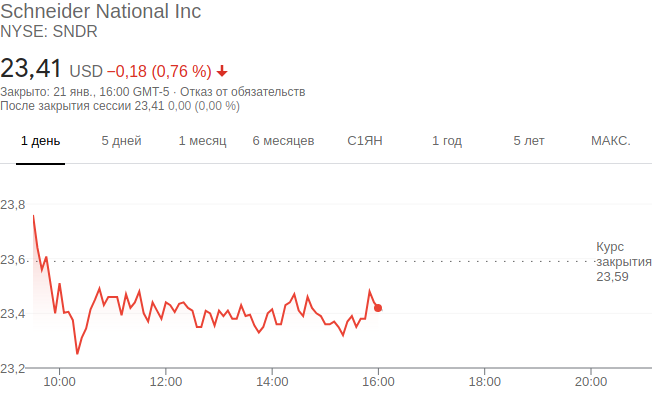 Schneider National Inc
NYSE: SNDR
23,41 USD −0,18 (0,76 %)
Закрыто: 21 янв., 16:00 GMT-5 · Отказ от обязательств
После закрытия сессии 23,41 0,00 (0,00 %)
1 день 5 дней 1 месяц 6 месяцев С1ЯН 1 год 5 лет МАКС.
23,8
23,6
23,4
23,2
Курс
закрытия
23,59
10:00 12:00 14:00 16:00 18:00 20:00